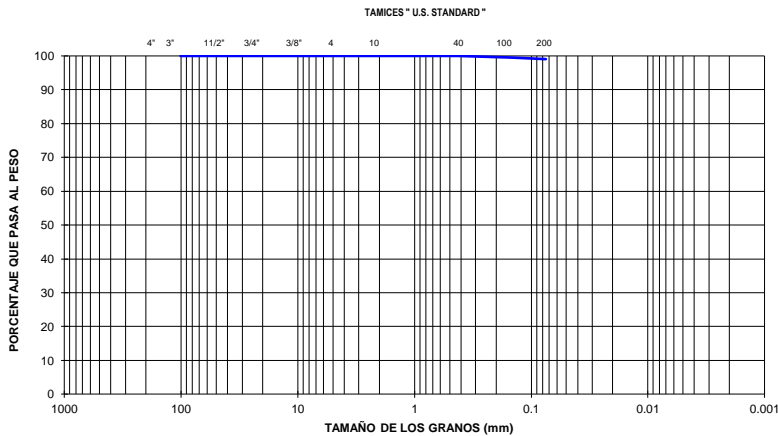 TAMICES " U.S. STANDARD "
4" 3" 11/2" 3/4" 3/8" 4 10 40 100 200
100
90
80
70
60
50
40
30
20
10
0
PORCENTAJE QUE PASA AL PESO
1000 100 10 1 0.1 0.01 0.001
TAMAÑO DE LOS GRANOS (mm)